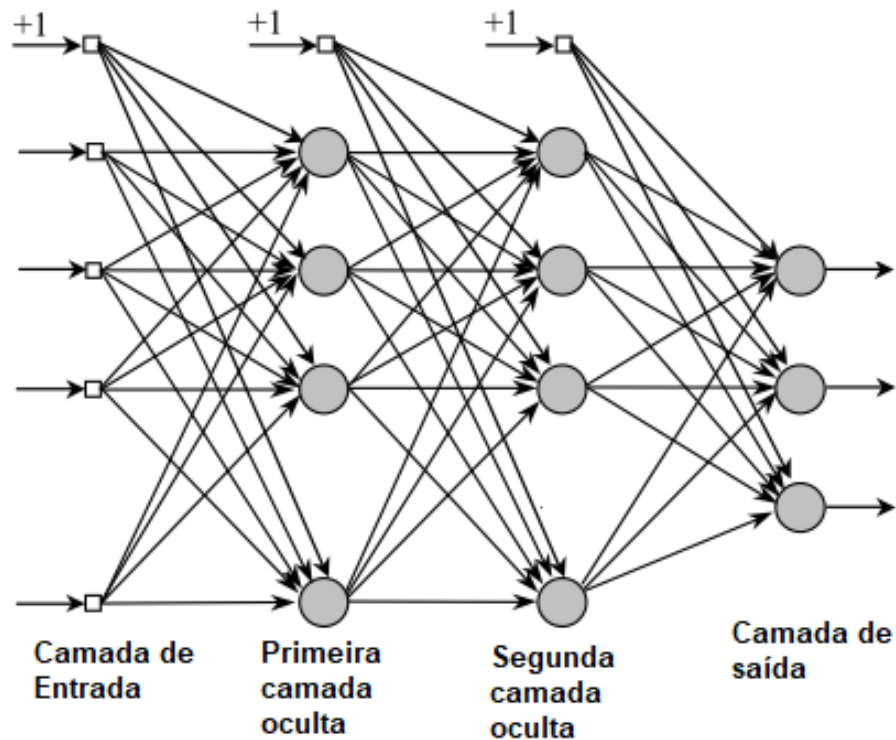 +1 +1 +1
Camada de
Entrada
Primeira
camada
oculta
Segunda
camada
oculta
Camada de
saída